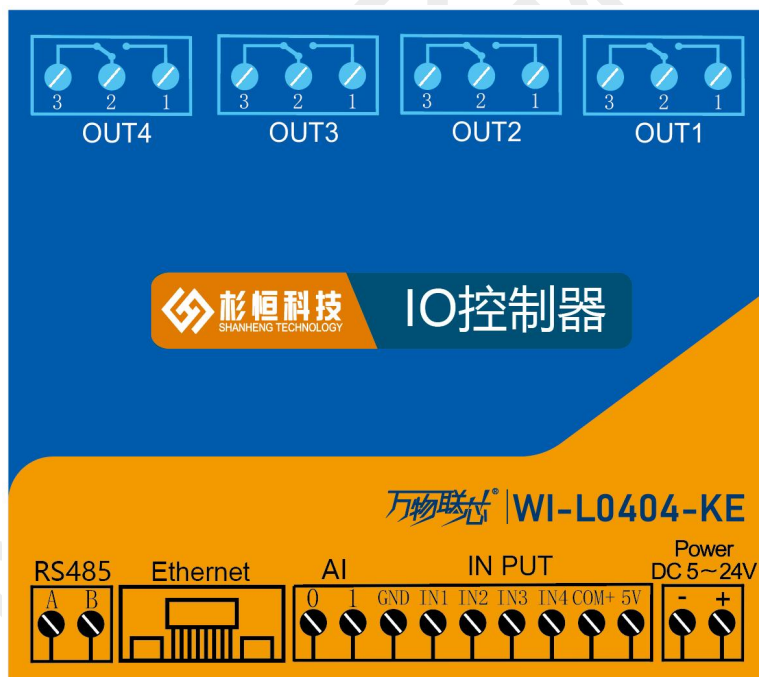 3 2 1 3 2 1 3 2 1 3 2 1
OUT4 OUT3 OUT2 OUT1
杉恒科技 IO控制器
SHANHENG TECHNOLOGY
万物联芯® WI-L0404-KE
RS485 Ethernet AI IN PUT Power
DC 5~24V
A B 0 1 GND IN1 IN2 IN3 IN4 COM+ 5V - +